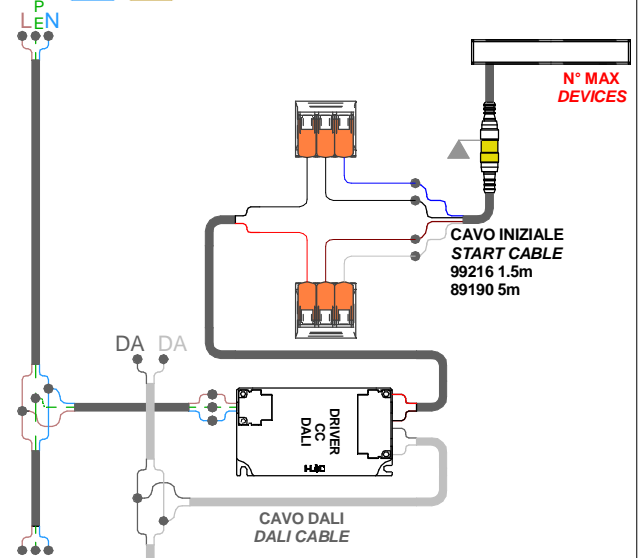 P
L E N
N° MAX
DEVICES
CAVO INIZIALE
START CABLE
99216 1.5m
89190 5m
DA DA
DRIVER
CC
DALI
CAVO DALI
DALI CABLE